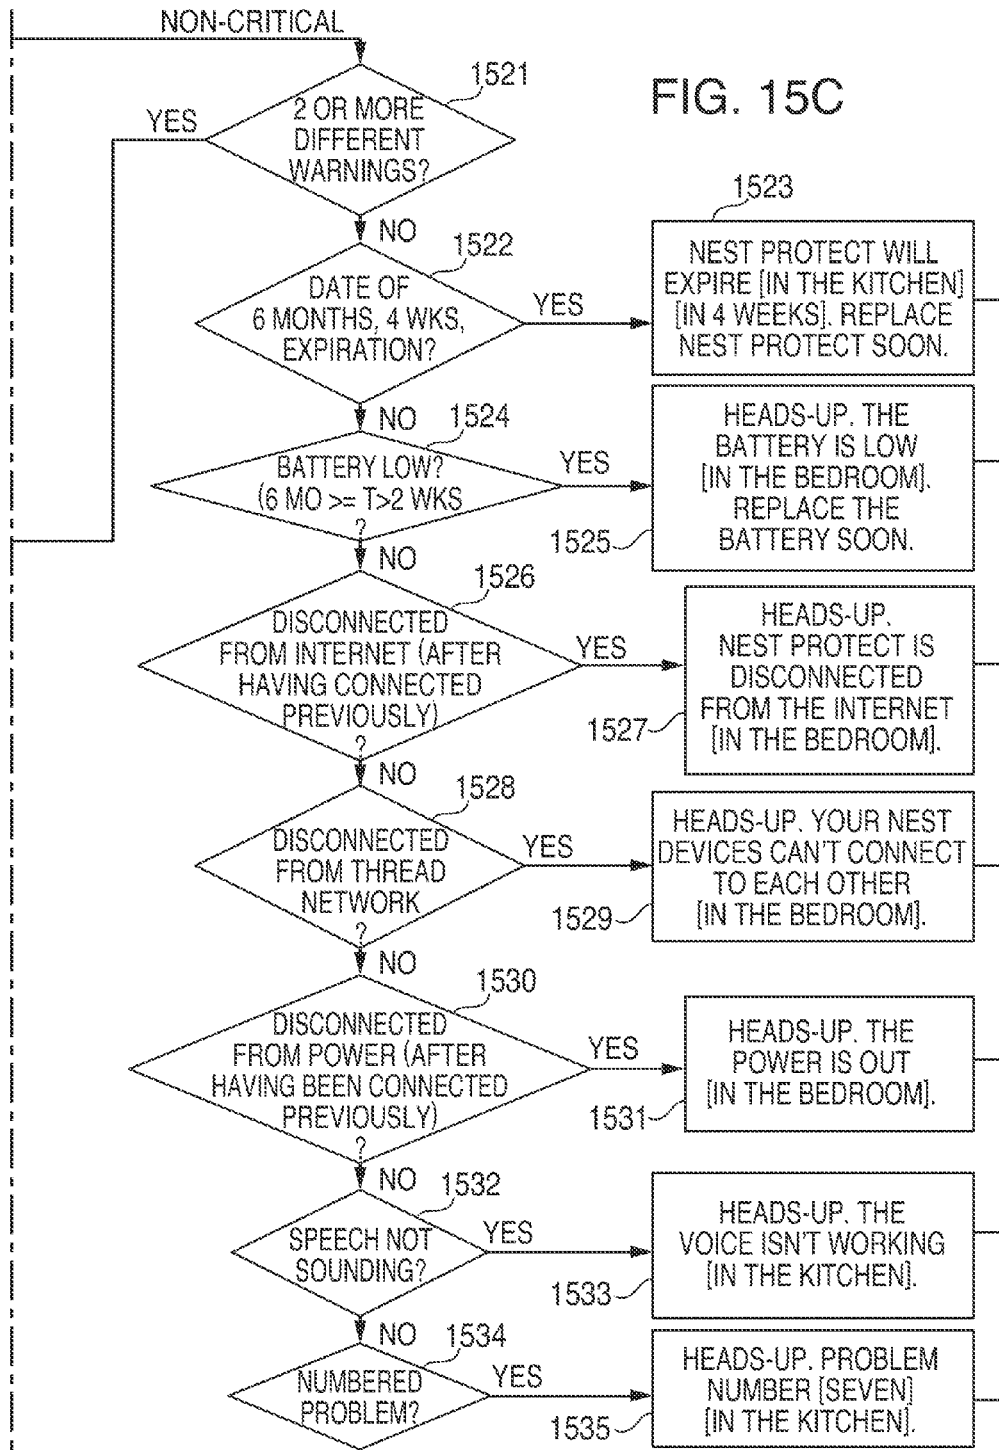 NON-CRITICAL
1521
FIG. 15C
2 OR MORE
DIFFERENT
WARNINGS?
YES
NO
1522
DATE OF
6 MONTHS, 4 WKS,
EXPIRATION?
YES
1523
NEST PROTECT WILL
EXPIRE [IN THE KITCHEN]
[IN 4 WEEKS]. REPLACE
NEST PROTECT SOON.
NO
1524
BATTERY LOW?
(6 MO >= T>2 WKS
?
YES
HEADS-UP. THE
BATTERY IS LOW
[IN THE BEDROOM].
REPLACE THE
BATTERY SOON.
1525
NO
1526
DISCONNECTED
FROM INTERNET (AFTER
HAVING CONNECTED
PREVIOUSLY)
?
YES
HEADS-UP.
NEST PROTECT IS
DISCONNECTED
FROM THE INTERNET
[IN THE BEDROOM].
1527
NO
1528
DISCONNECTED
FROM THREAD
NETWORK
?
YES
HEADS-UP. YOUR NEST
DEVICES CAN'T CONNECT
TO EACH OTHER
[IN THE BEDROOM].
1529
NO
1530
DISCONNECTED
FROM POWER (AFTER
HAVING BEEN CONNECTED
PREVIOUSLY)
?
YES
HEADS-UP. THE
POWER IS OUT
[IN THE BEDROOM].
1531
NO
1532
SPEECH NOT
SOUNDING?
YES
HEADS-UP. THE
VOICE ISN'T WORKING
[IN THE KITCHEN].
1533
NO
1534
NUMBERED
PROBLEM?
YES
HEADS-UP. PROBLEM
NUMBER [SEVEN]
[IN THE KITCHEN].
1535